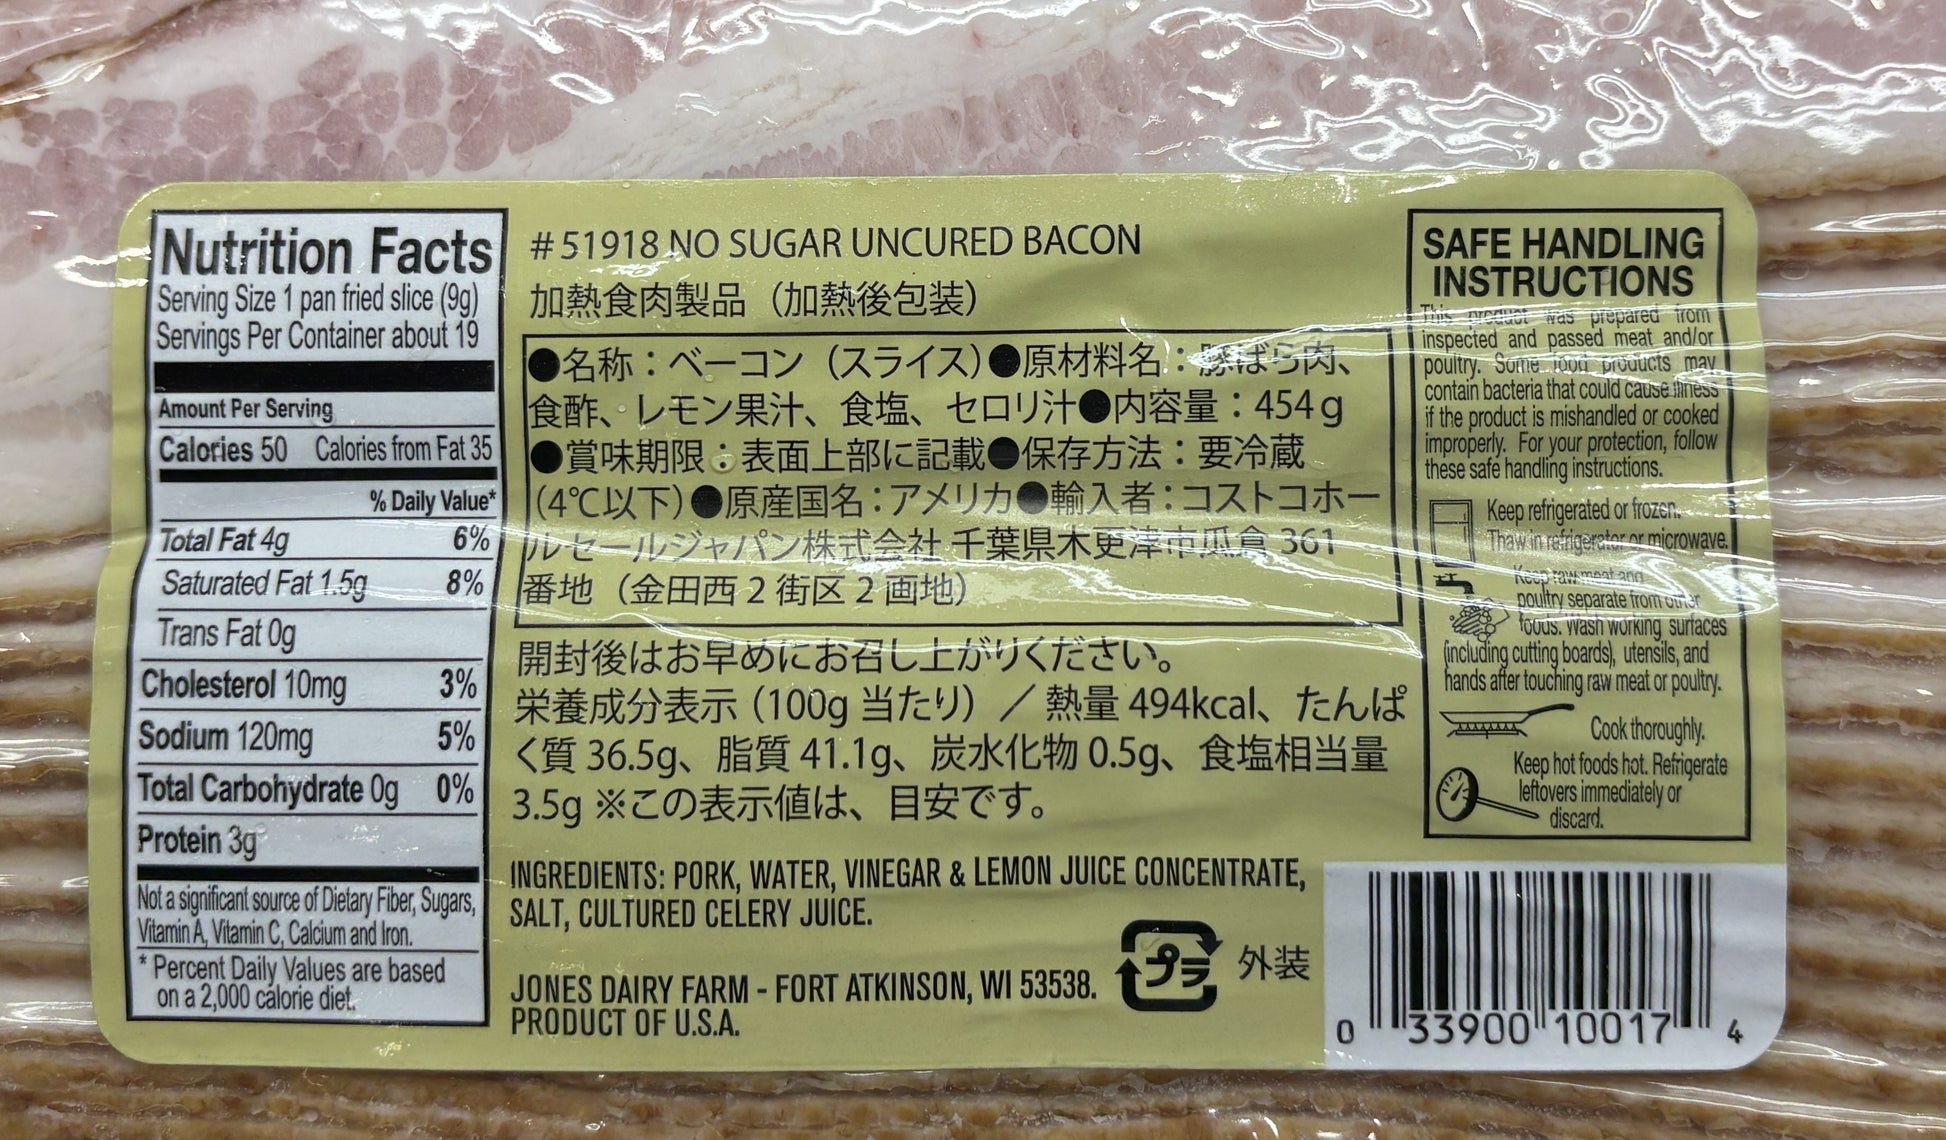 Nutrition Facts
Serving Size 1 pan fried slice (9g)
Servings Per Container about 19
Amount Per Serving
Calories 50 Calories from Fat 35
% Daily Value*
Total Fat 4g 6%
Saturated Fat 1.5g 8%
Trans Fat 0g
Cholesterol 10mg 3%
Sodium 120mg 5%
Total Carbohydrate 0g 0%
Protein 3g
Not a significant source of Dietary Fiber, Sugars,
Vitamin A, Vitamin C, Calcium and Iron.
* Percent Daily Values are based
on a 2,000 calorie diet.
#51918 NO SUGAR UNCURED BACON
加熱食肉製品（加熱後包装）
●名称：ベーコン（スライス）●原材料名：豚ばら肉、
食酢、レモン果汁、食塩、セロリ汁●内容量：454g
●賞味期限：表面上部に記載●保存方法：要冷蔵
(4℃以下)●原産国名：アメリカ●輸入者：コストコホー
ルセールジャパン株式会社 千葉県木更津市瓜倉 361
番地（金田西2街区2画地）
開封後はお早めにお召し上がりください。
栄養成分表示（100g 当たり）／熱量 494kcal、たんぱ
く質 36.5g、脂質 41.1g、炭水化物 0.5g、食塩相当量
3.5g ※この表示値は、目安です。
INGREDIENTS: PORK, WATER, VINEGAR & LEMON JUICE CONCENTRATE,
SALT, CULTURED CELERY JUICE.
JONES DAIRY FARM - FORT ATKINSON, WI 53538.
PRODUCT OF U.S.A.
プラ 外装
SAFE HANDLING
INSTRUCTIONS
This product was prepared from
inspected and passed meat and/or
poultry. Some food products may
contain bacteria that could cause illness
if the product is mishandled or cooked
improperly. For your protection, follow
these safe handling instructions.
Keep refrigerated or frozen.
Thaw in refrigerator or microwave.
Keep raw meat and
poultry separate from other
foods. Wash working surfaces
(including cutting boards), utensils, and
hands after touching raw meat or poultry.
Cook thoroughly.
Keep hot foods hot. Refrigerate
leftovers immediately or
discard.
0 33900 10017 4